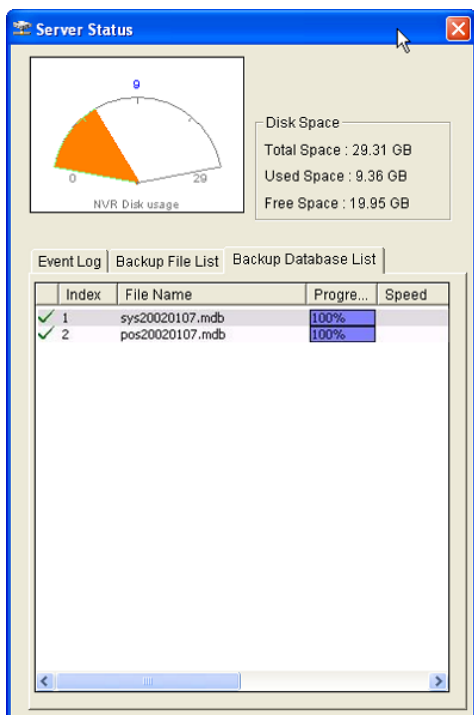 Server Status
9
0
29
NVR Disk usage
Disk Space
Total Space : 29.31 GB
Used Space : 9.36 GB
Free Space : 19.95 GB
Event Log
Backup File List
Backup Database List
Index File Name Progre... Speed
1 sys20020107.mdb 100%
2 pos20020107.mdb 100%